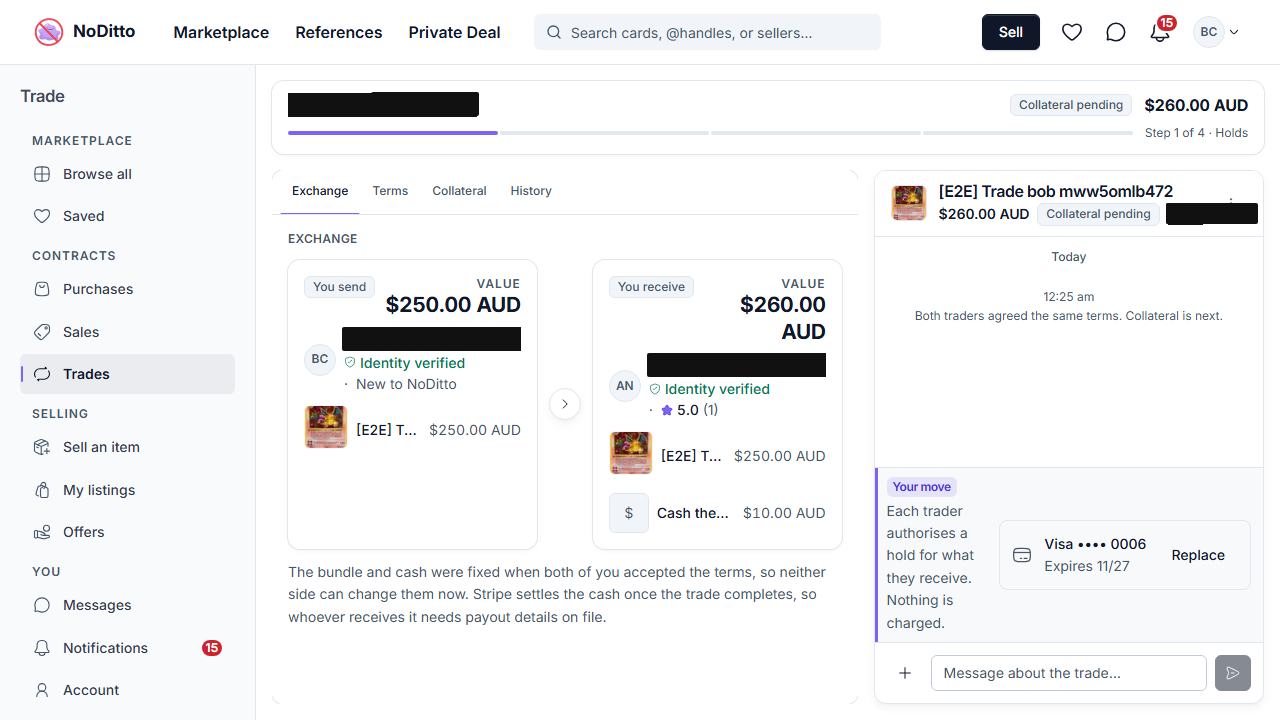 NoDitto
Marketplace
References
Private Deal
Search cards, @handles, or sellers...
Sell
15
BC
Trade
MARKETPLACE
Browse all
Saved
CONTRACTS
Purchases
Sales
Trades
SELLING
Sell an item
My listings
Offers
YOU
Messages
Notifications
15
Account
Collateral pending
$260.00 AUD
Step 1 of 4 · Holds
Exchange
Terms
Collateral
History
EXCHANGE
You send
VALUE
$250.00 AUD
BC
Identity verified
· New to NoDitto
[E2E] T...
$250.00 AUD
You receive
VALUE
$260.00
AUD
AN
Identity verified
· 5.0 (1)
[E2E] T...
$250.00 AUD
$
Cash the...
$10.00 AUD
The bundle and cash were fixed when both of you accepted the terms, so neither
side can change them now. Stripe settles the cash once the trade completes, so
whoever receives it needs payout details on file.
[E2E] Trade bob mww5omlb472
$260.00 AUD
Collateral pending
Today
12:25 am
Both traders agreed the same terms. Collateral is next.
Your move
Each trader
authorises a
hold for what
they receive.
Nothing is
charged.
Visa •••• 0006
Expires 11/27
Replace
Message about the trade...